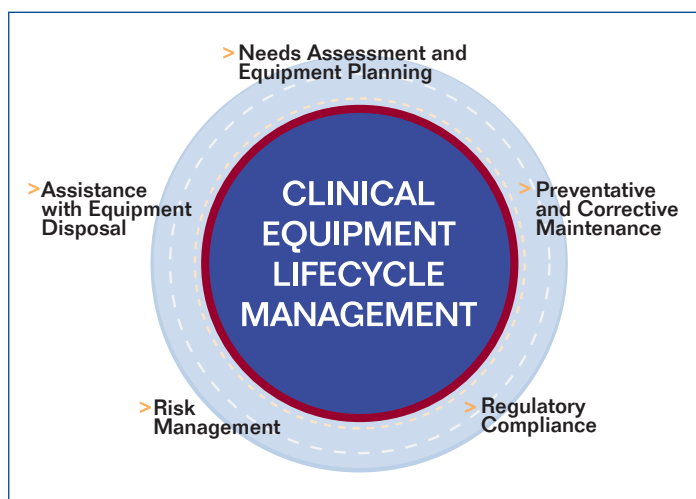 > Needs Assessment and
Equipment Planning
> Assistance
with Equipment
Disposal
CLINICAL
EQUIPMENT
LIFECYCLE
MANAGEMENT
> Preventative
and Corrective
Maintenance
> Risk
Management
> Regulatory
Compliance